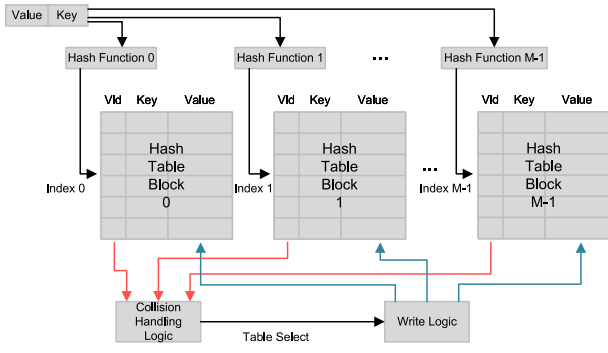 Value Key
Hash Function 0
Hash Function 1
...
Hash Function M-1
Vld Key Value
Vld Key Value
Vld Key Value
Hash
Table
Block
0
Hash
Table
Block
1
...
Hash
Table
Block
M-1
Index 0
Index 1
Index M-1
Collision
Handling
Logic
Table Select
Write Logic